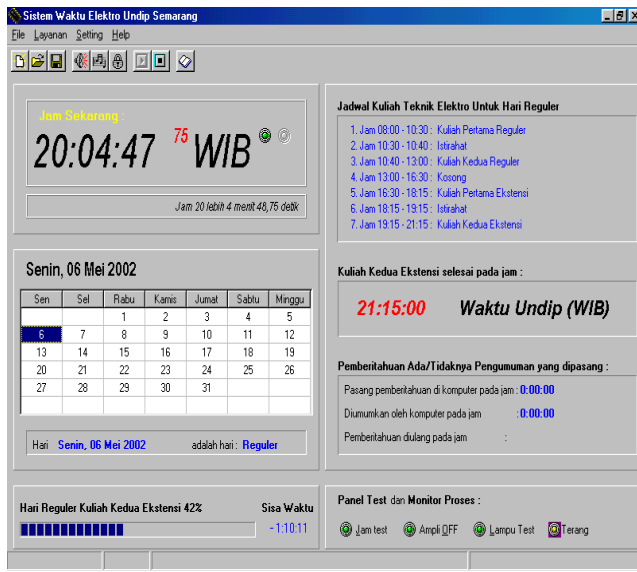 Sistem Waktu Elektro Undip Semarang
File Layanan Setting Help
Jam Sekarang :
20:04:47 75 WIB
Jam 20 lebih 4 menit 48,75 detik
Senin, 06 Mei 2002
Sen Sel Rabu Kamis Jumat Sabtu Minggu
1 2 3 4 5
6 7 8 9 10 11 12
13 14 15 16 17 18 19
20 21 22 23 24 25 26
27 28 29 30 31
Hari Senin, 06 Mei 2002 adalah hari : Reguler
Hari Reguler Kuliah Kedua Ekstensi 42% Sisa Waktu
- 1:10:11
Jadwal Kuliah Teknik Elektro Untuk Hari Reguler
1. Jam 08:00 - 10:30 : Kuliah Pertama Reguler
2. Jam 10:30 - 10:40 : Istirahat
3. Jam 10:40 - 13:00 : Kuliah Kedua Reguler
4. Jam 13:00 - 16:30 : Kosong
5. Jam 16:30 - 18:15 : Kuliah Pertama Ekstensi
6. Jam 18:15 - 19:15 : Istirahat
7. Jam 19:15 - 21:15 : Kuliah Kedua Ekstensi
Kuliah Kedua Ekstensi selesai pada jam :
21:15:00 Waktu Undip (WIB)
Pemberitahuan Ada/Tidaknya Pengumuman yang dipasang :
Pasang pemberitahuan di komputer pada jam : 0:00:00
Diumumkan oleh komputer pada jam : 0:00:00
Pemberitahuan diulang pada jam :
Panel Test dan Monitor Proses :
Jam test Ampli OFF Lampu Test Terang